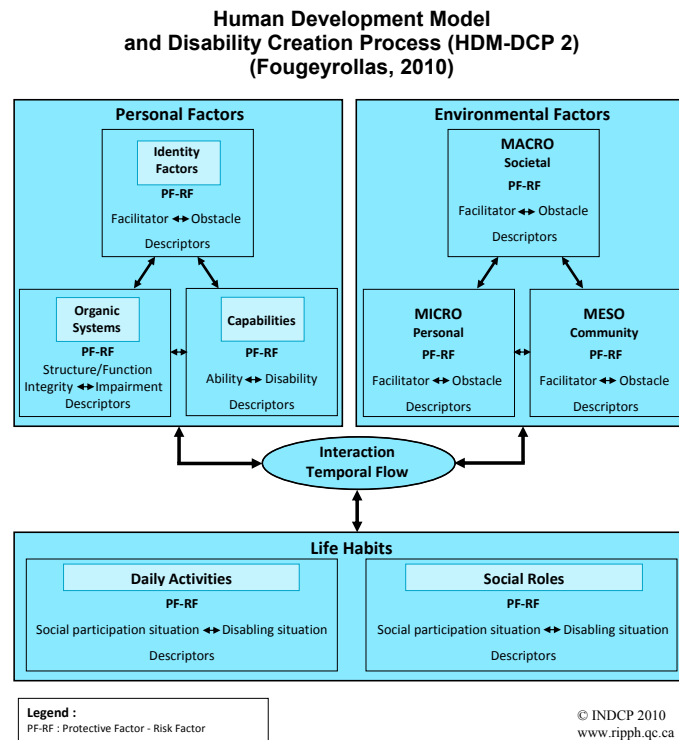 Human Development Model
and Disability Creation Process (HDM-DCP 2)
(Fougeyrollas, 2010)
Personal Factors
Identity
Factors
PF-RF
Facilitator ↔ Obstacle
Descriptors
Organic
Systems
PF-RF
Structure/Function
Integrity ↔ Impairment
Descriptors
Capabilities
PF-RF
Ability ↔ Disability
Descriptors
Environmental Factors
MACRO
Societal
PF-RF
Facilitator ↔ Obstacle
Descriptors
MICRO
Personal
PF-RF
Facilitator ↔ Obstacle
Descriptors
MESO
Community
PF-RF
Facilitator ↔ Obstacle
Descriptors
Interaction
Temporal Flow
Life Habits
Daily Activities
PF-RF
Social participation situation ↔ Disabling situation
Descriptors
Social Roles
PF-RF
Social participation situation ↔ Disabling situation
Descriptors
Legend :
PF-RF : Protective Factor - Risk Factor
© INDCP 2010
www.ripph.qc.ca